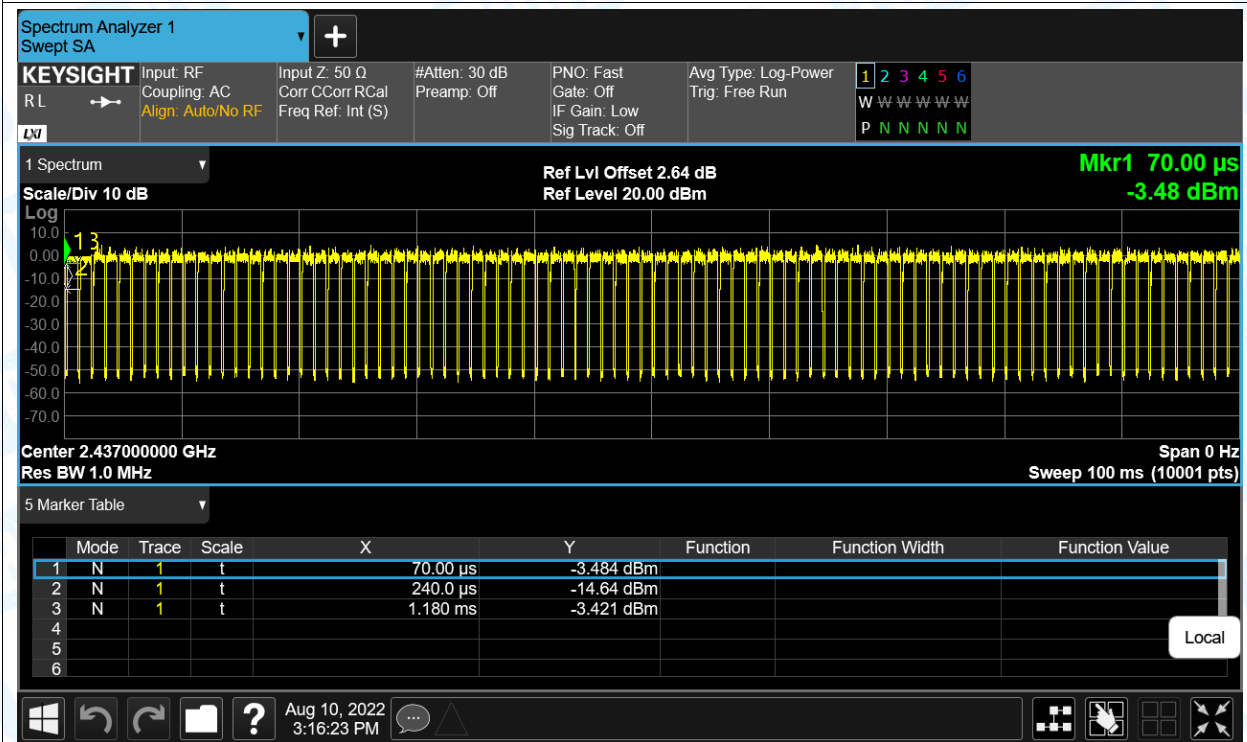 Spectrum Analyzer 1
Swept SA
KEYSIGHT
R L
LXI
Input: RF
Coupling: AC
Align: Auto/No RF
Input Z: 50 Ω
Corr CCorr RCal
Freq Ref: Int (S)
#Atten: 30 dB
Preamp: Off
PNO: Fast
Gate: Off
IF Gain: Low
Sig Track: Off
Avg Type: Log-Power
Trig: Free Run
1 2 3 4 5 6
W W W W W W
P N N N N N
1 Spectrum
Scale/Div 10 dB
Ref Lvl Offset 2.64 dB
Ref Level 20.00 dBm
Mkr1 70.00 µs
-3.48 dBm
Log
10.0
0.00
-10.0
-20.0
-30.0
-40.0
-50.0
-60.0
-70.0
1 3
2
Center 2.437000000 GHz
Res BW 1.0 MHz
Span 0 Hz
Sweep 100 ms (10001 pts)
5 Marker Table
Mode Trace Scale X Y Function Function Width Function Value
1 N 1 t 70.00 µs -3.484 dBm
2 N 1 t 240.0 µs -14.64 dBm
3 N 1 t 1.180 ms -3.421 dBm
4
5
6
Local
?
Aug 10, 2022
3:16:23 PM